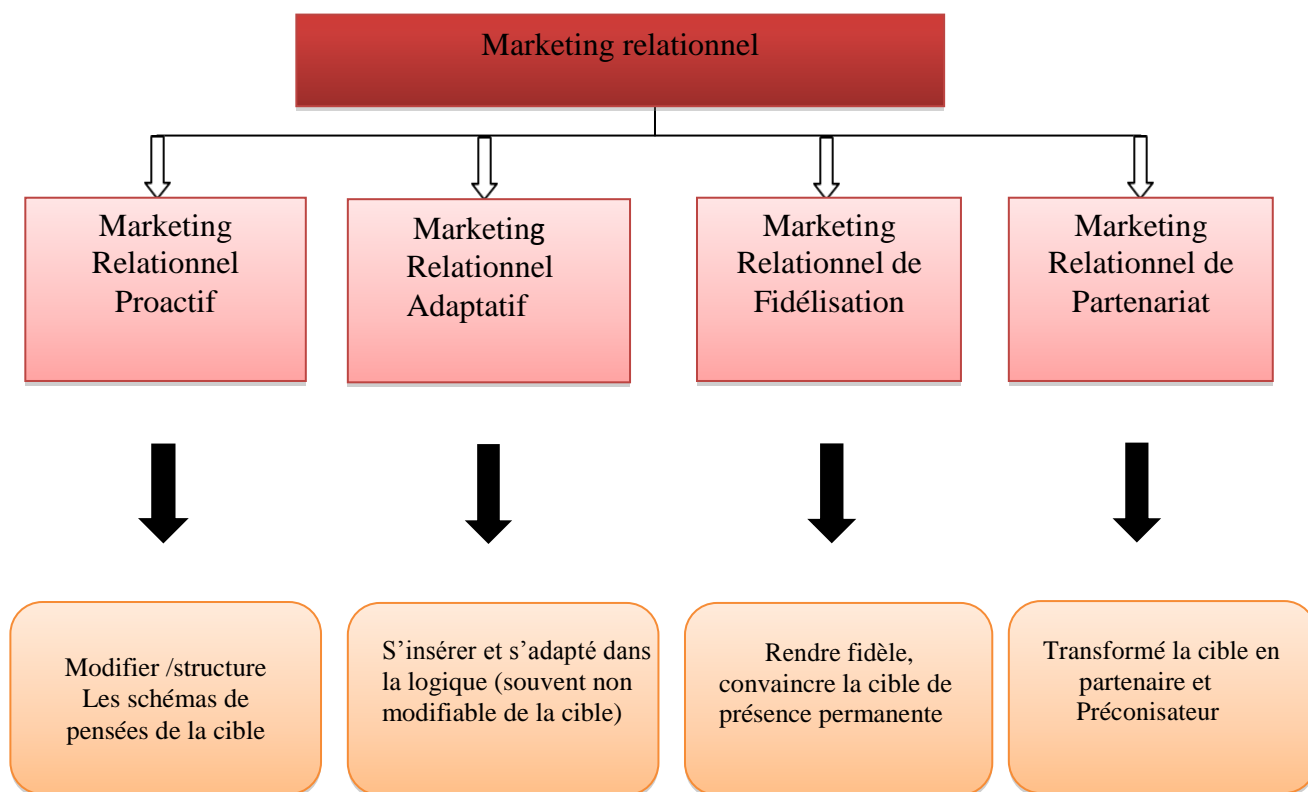 Marketing relationnel
Marketing
Relationnel
Proactif
Marketing
Relationnel
Adaptatif
Marketing
Relationnel de
Fidélisation
Marketing
Relationnel de
Partenariat
Modifier /structure
Les schémas de
pensées de la cible
S’insérer et s’adapté dans
la logique (souvent non
modifiable de la cible)
Rendre fidèle,
convaincre la cible de
présence permanente
Transformé la cible en
partenaire et
Préconisateur